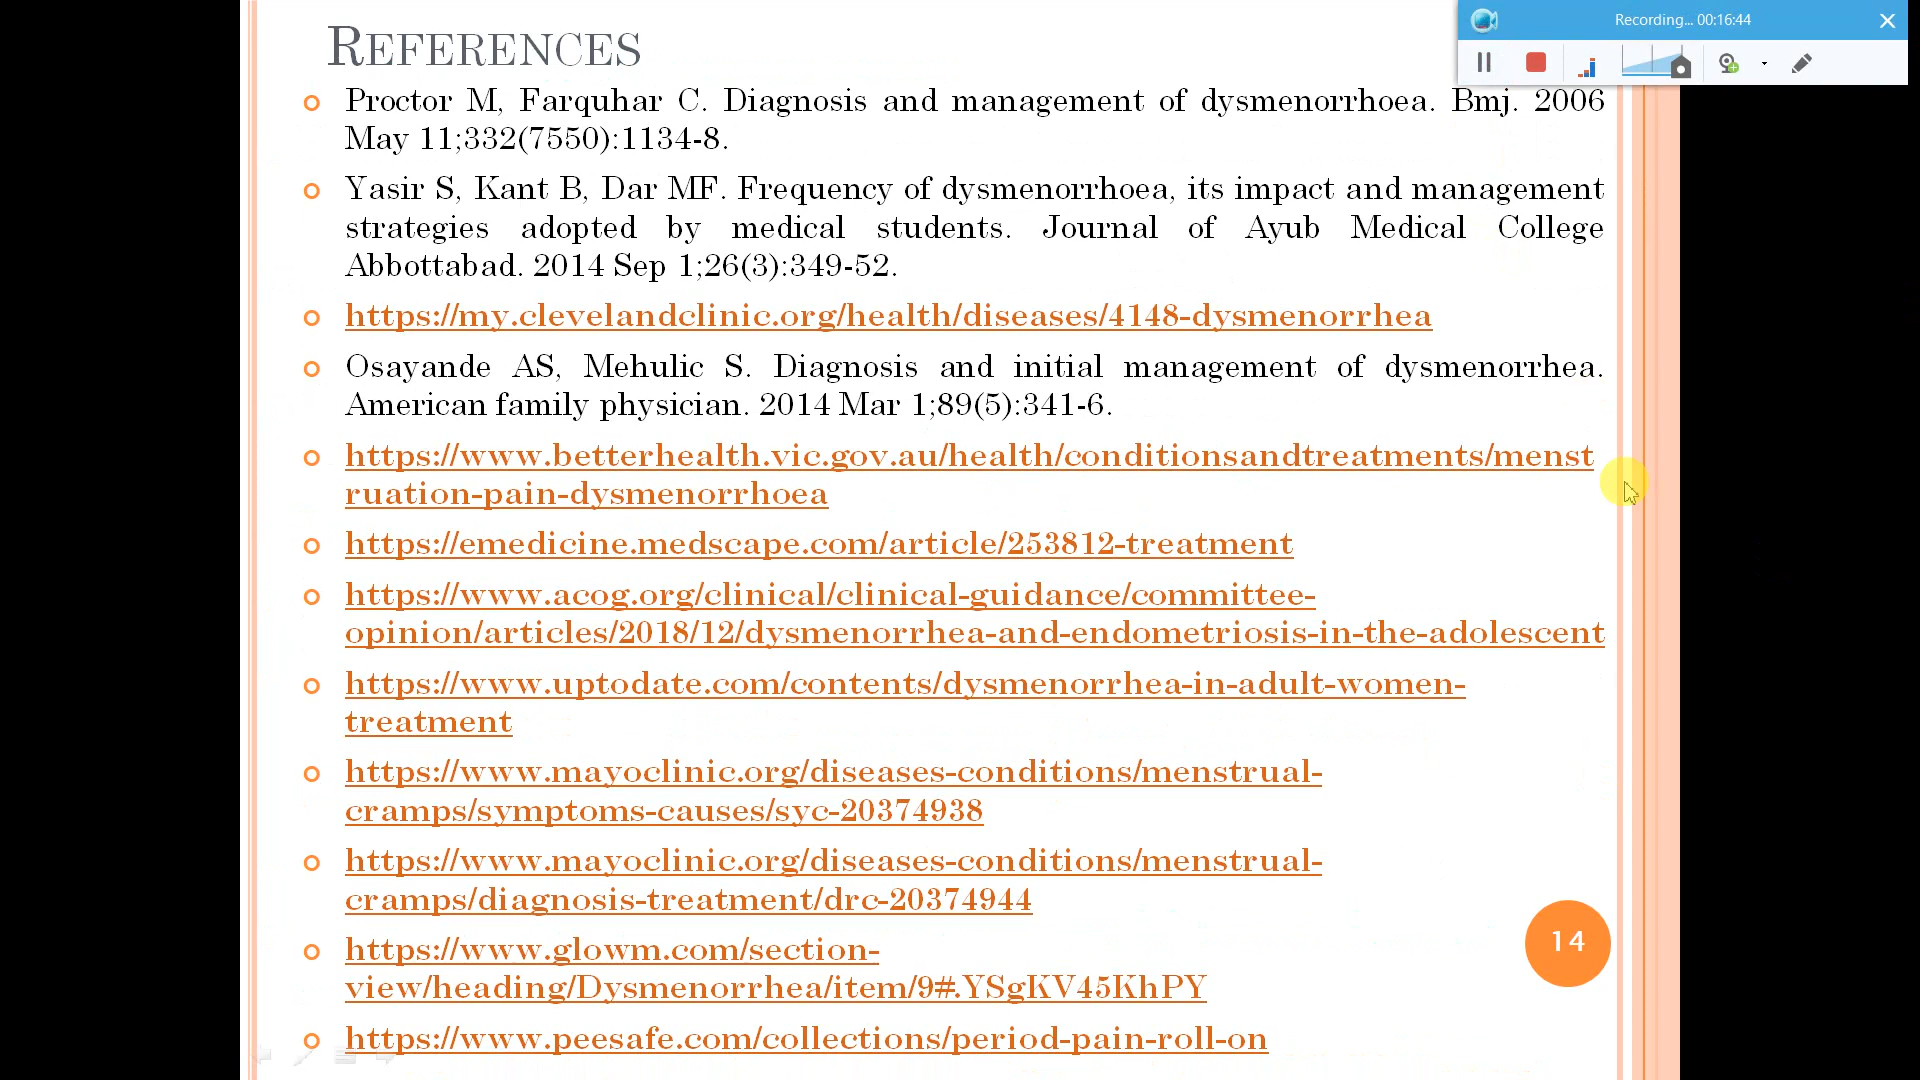 REFERENCES
Recording... 00:16:44
Proctor M, Farquhar C. Diagnosis and management of dysmenorrhoea. Bmj. 2006
May 11;332(7550):1134-8.
Yasir S, Kant B, Dar MF. Frequency of dysmenorrhoea, its impact and management
strategies adopted by medical students. Journal of Ayub Medical College
Abbottabad. 2014 Sep 1;26(3):349-52.
https://my.clevelandclinic.org/health/diseases/4148-dysmenorrhea
Osayande AS, Mehulic S. Diagnosis and initial management of dysmenorrhea.
American family physician. 2014 Mar 1;89(5):341-6.
https://www.betterhealth.vic.gov.au/health/conditionsandtreatments/menst
ruation-pain-dysmenorrhoea
https://emedicine.medscape.com/article/253812-treatment
https://www.acog.org/clinical/clinical-guidance/committee-
opinion/articles/2018/12/dysmenorrhea-and-endometriosis-in-the-adolescent
https://www.uptodate.com/contents/dysmenorrhea-in-adult-women-
treatment
https://www.mayoclinic.org/diseases-conditions/menstrual-
cramps/symptoms-causes/syc-20374938
https://www.mayoclinic.org/diseases-conditions/menstrual-
cramps/diagnosis-treatment/drc-20374944
https://www.glowm.com/section-
view/heading/Dysmenorrhea/item/9#.YSgKV45KhPY
https://www.peesafe.com/collections/period-pain-roll-on
14